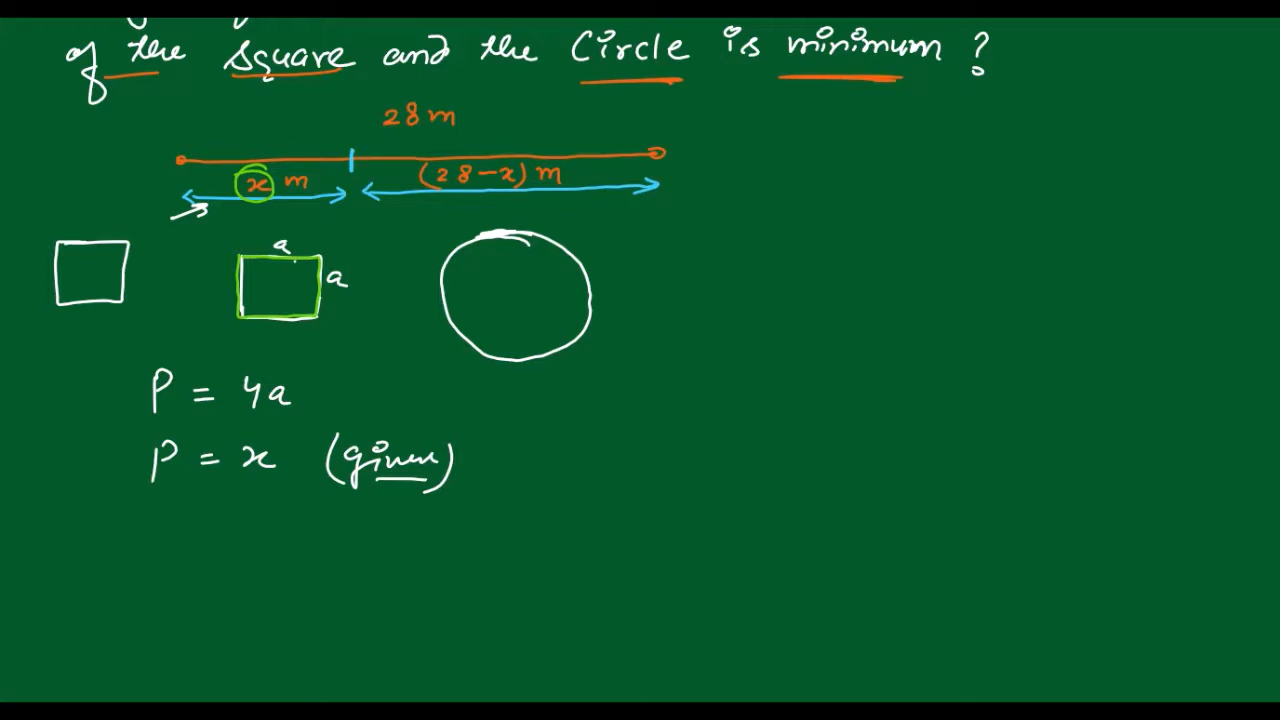 of the square and the Circle is minimum ?
28 m
x m (28-x) m
a
a
P = 4a
P = x (given)